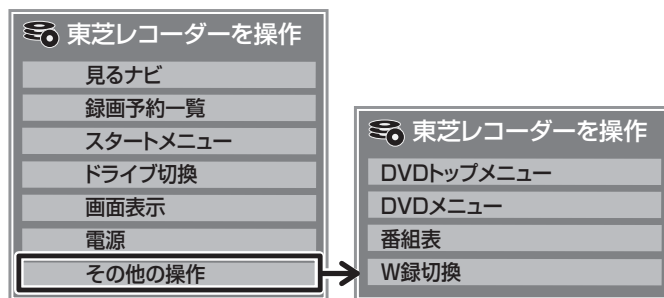 東芝レコーダーを操作
見るナビ
録画予約一覧
スタートメニュー
ドライブ切換
画面表示
電源
その他の操作
東芝レコーダーを操作
DVDトップメニュー
DVDメニュー
番組表
W録切換